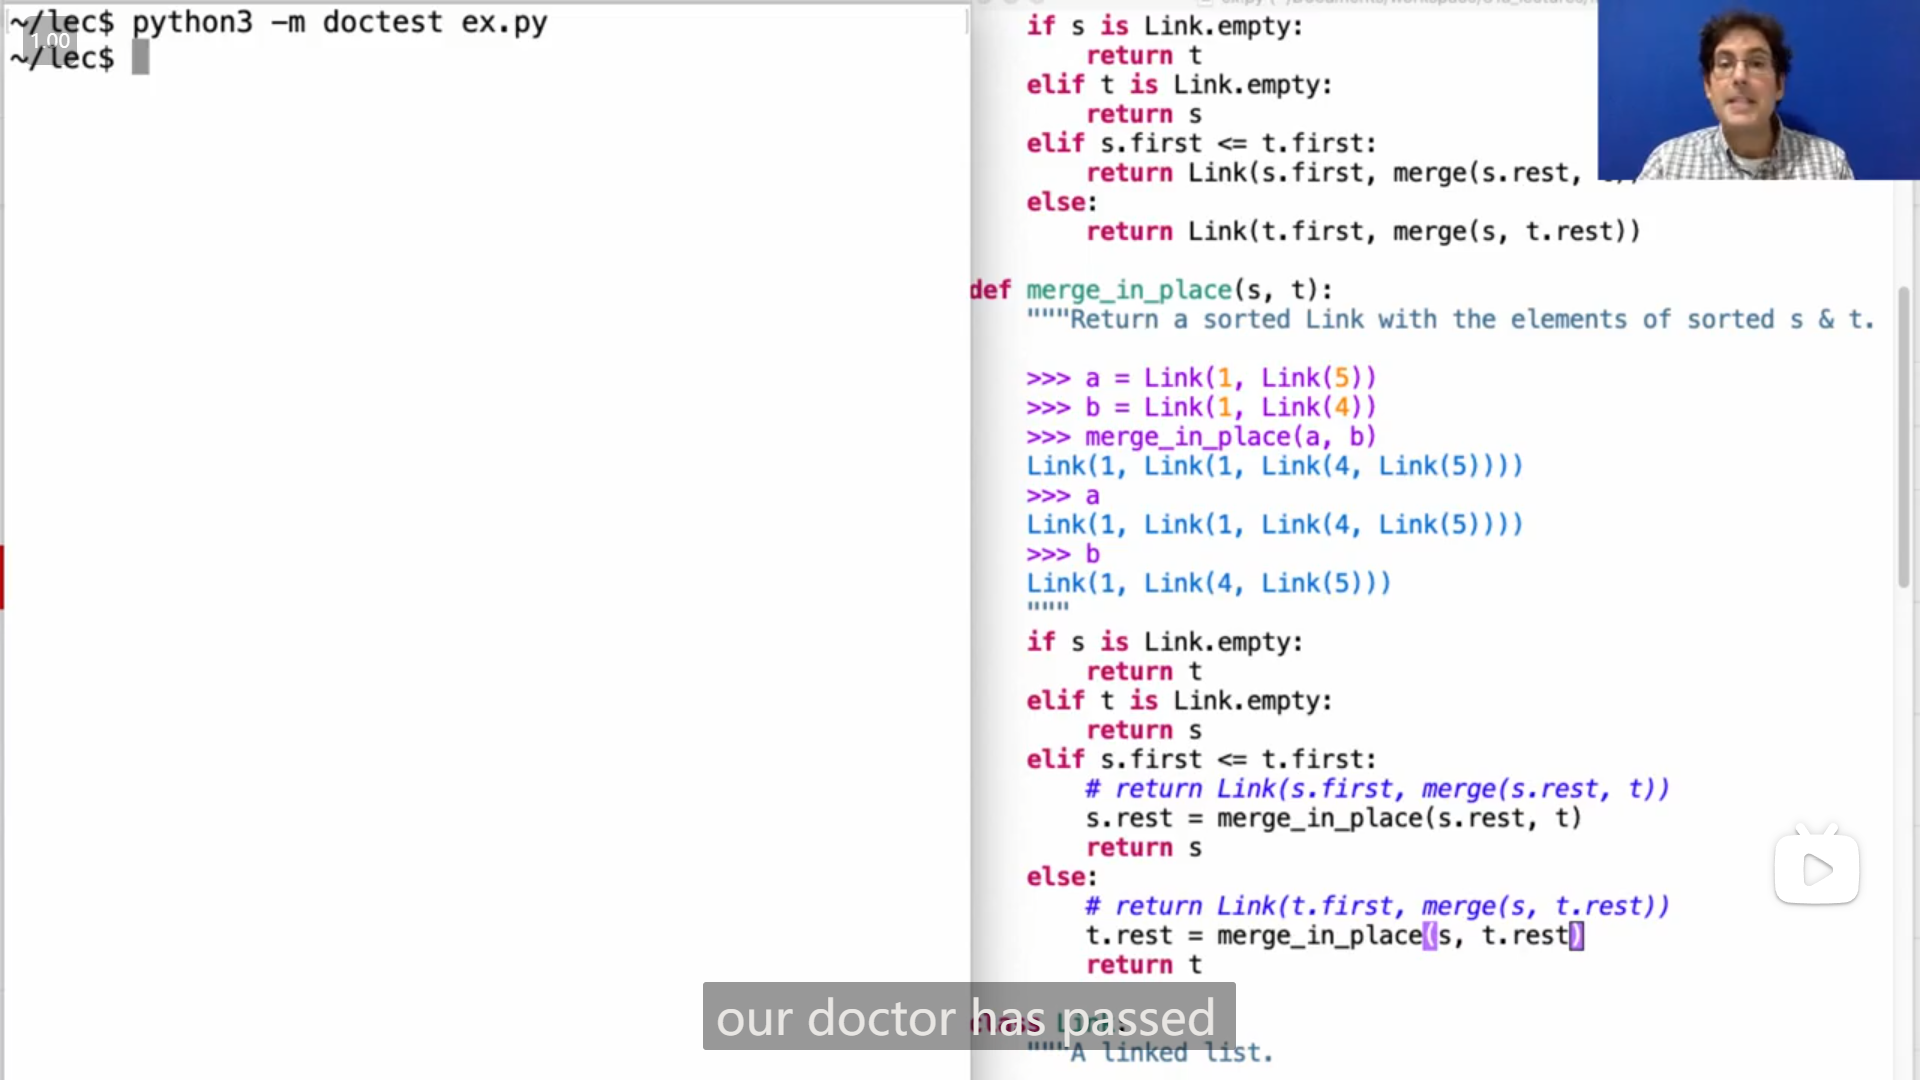 ~/lec$ python3 -m doctest ex.py
1.00
~/lec$
if s is Link.empty:
return t
elif t is Link.empty:
return s
elif s.first <= t.first:
return Link(s.first, merge(s.rest,
else:
return Link(t.first, merge(s, t.rest))
def merge_in_place(s, t):
"""Return a sorted Link with the elements of sorted s & t.
>>> a = Link(1, Link(5))
>>> b = Link(1, Link(4))
>>> merge_in_place(a, b)
Link(1, Link(1, Link(4, Link(5))))
>>> a
Link(1, Link(1, Link(4, Link(5))))
>>> b
Link(1, Link(4, Link(5)))
"""
if s is Link.empty:
return t
elif t is Link.empty:
return s
elif s.first <= t.first:
# return Link(s.first, merge(s.rest, t))
s.rest = merge_in_place(s.rest, t)
return s
else:
# return Link(t.first, merge(s, t.rest))
t.rest = merge_in_place(s, t.rest)
return t
our doctor has passed
"""A linked list.